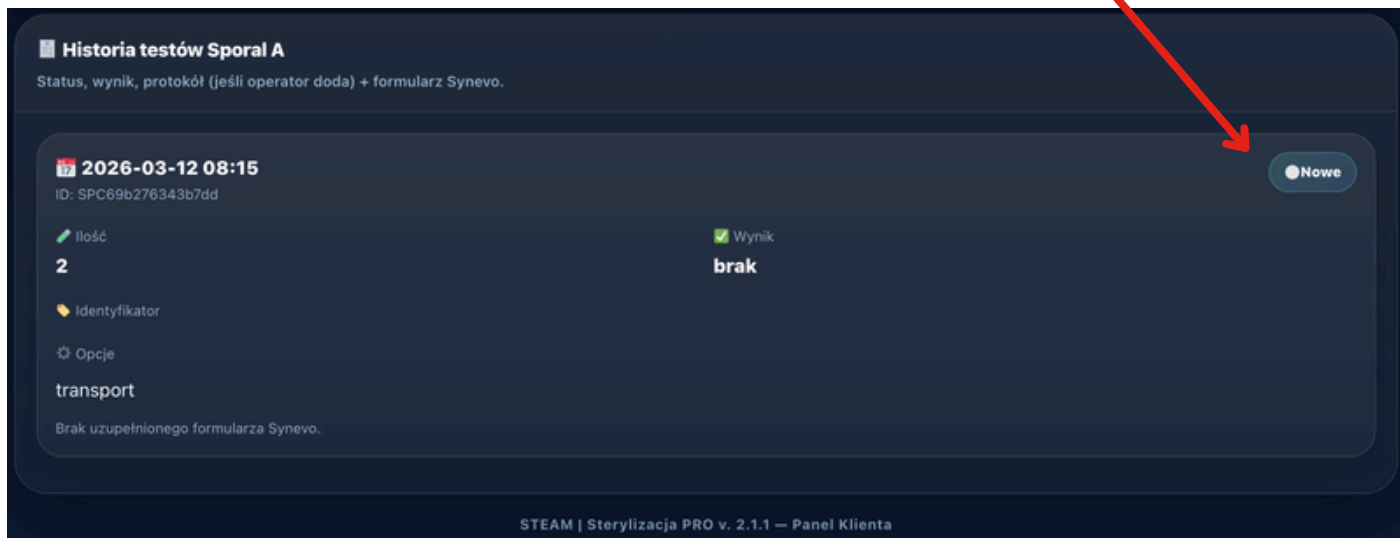 Historia testów Sporal A
Status, wynik, protokół (jeśli operator doda) + formularz Synevo.
2026-03-12 08:15
Nowe
ID: SPC69b276343b7dd
Ilość
Wynik
2
brak
Identyfikator
Opcje
transport
Brak uzupełnionego formularza Synevo.
STEAM | Sterylizacja PRO v. 2.1.1 — Panel Klienta